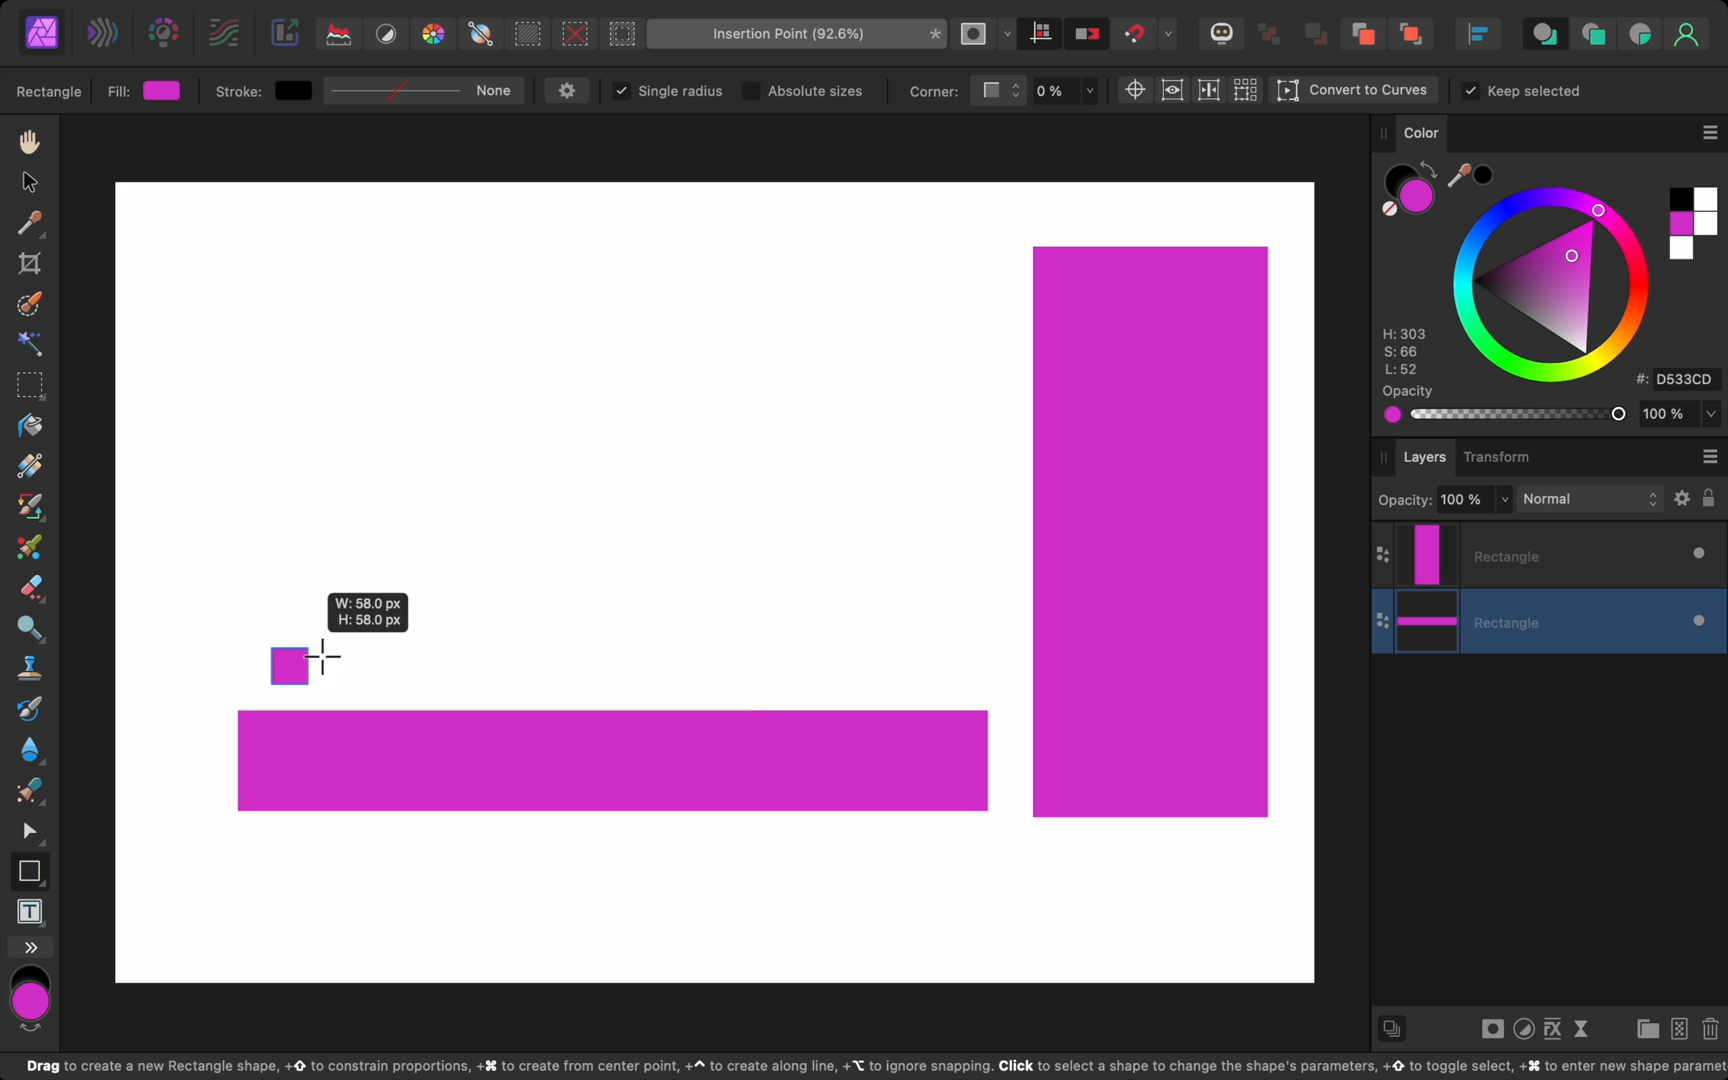 Insertion Point (92.6%)
*
Rectangle
Fill:
Stroke:
None
Single radius
Absolute sizes
Corner:
0 %
Convert to Curves
Keep selected
Color
H: 303
S: 66
L: 52
#: D533CD
Opacity
100 %
Layers
Transform
Opacity: 100 %
Normal
Rectangle
Rectangle
W: 58.0 px
H: 58.0 px
T
FX
Drag to create a new Rectangle shape, +⇧ to constrain proportions, +⌘ to create from center point, +^ to create along line, +⌥ to ignore snapping. Click to select a shape to change the shape's parameters, +⇧ to toggle select, +⌘ to enter new shape paramet